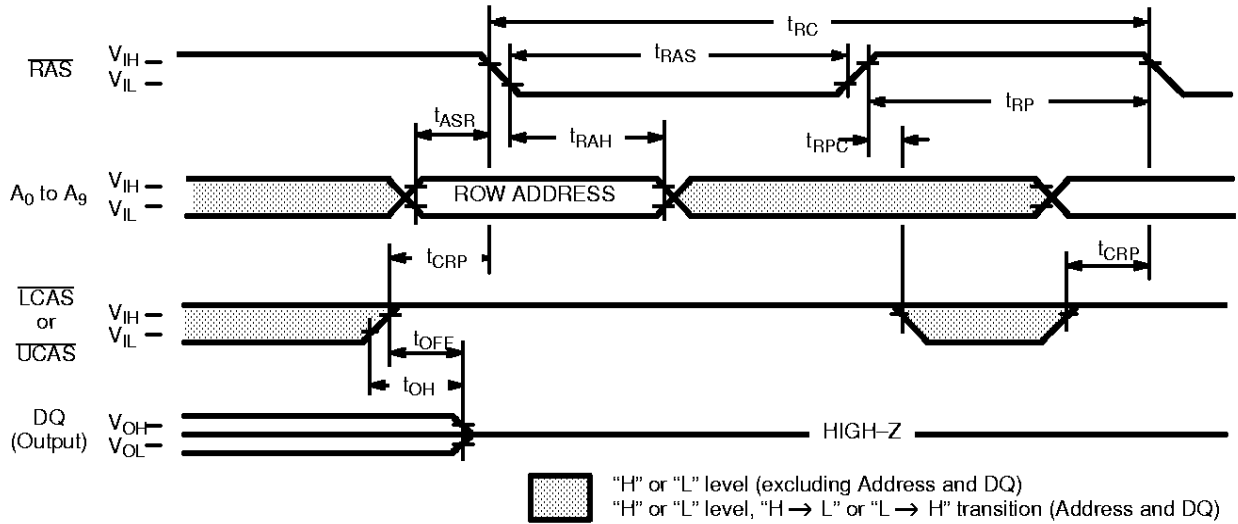 tRC
RAS
VIH
VIL
tRAS
tASR
tRAH
tRPC
tRP
A0 to A9
VIH
VIL
ROW ADDRESS
tCRP
tCRP
LCAS
or
UCAS
VIH
VIL
tOFF
tOH
DQ
(Output)
VOH
VOL
HIGH–Z
“H” or “L” level (excluding Address and DQ)
“H” or “L” level, “H → L” or “L → H” transition (Address and DQ)